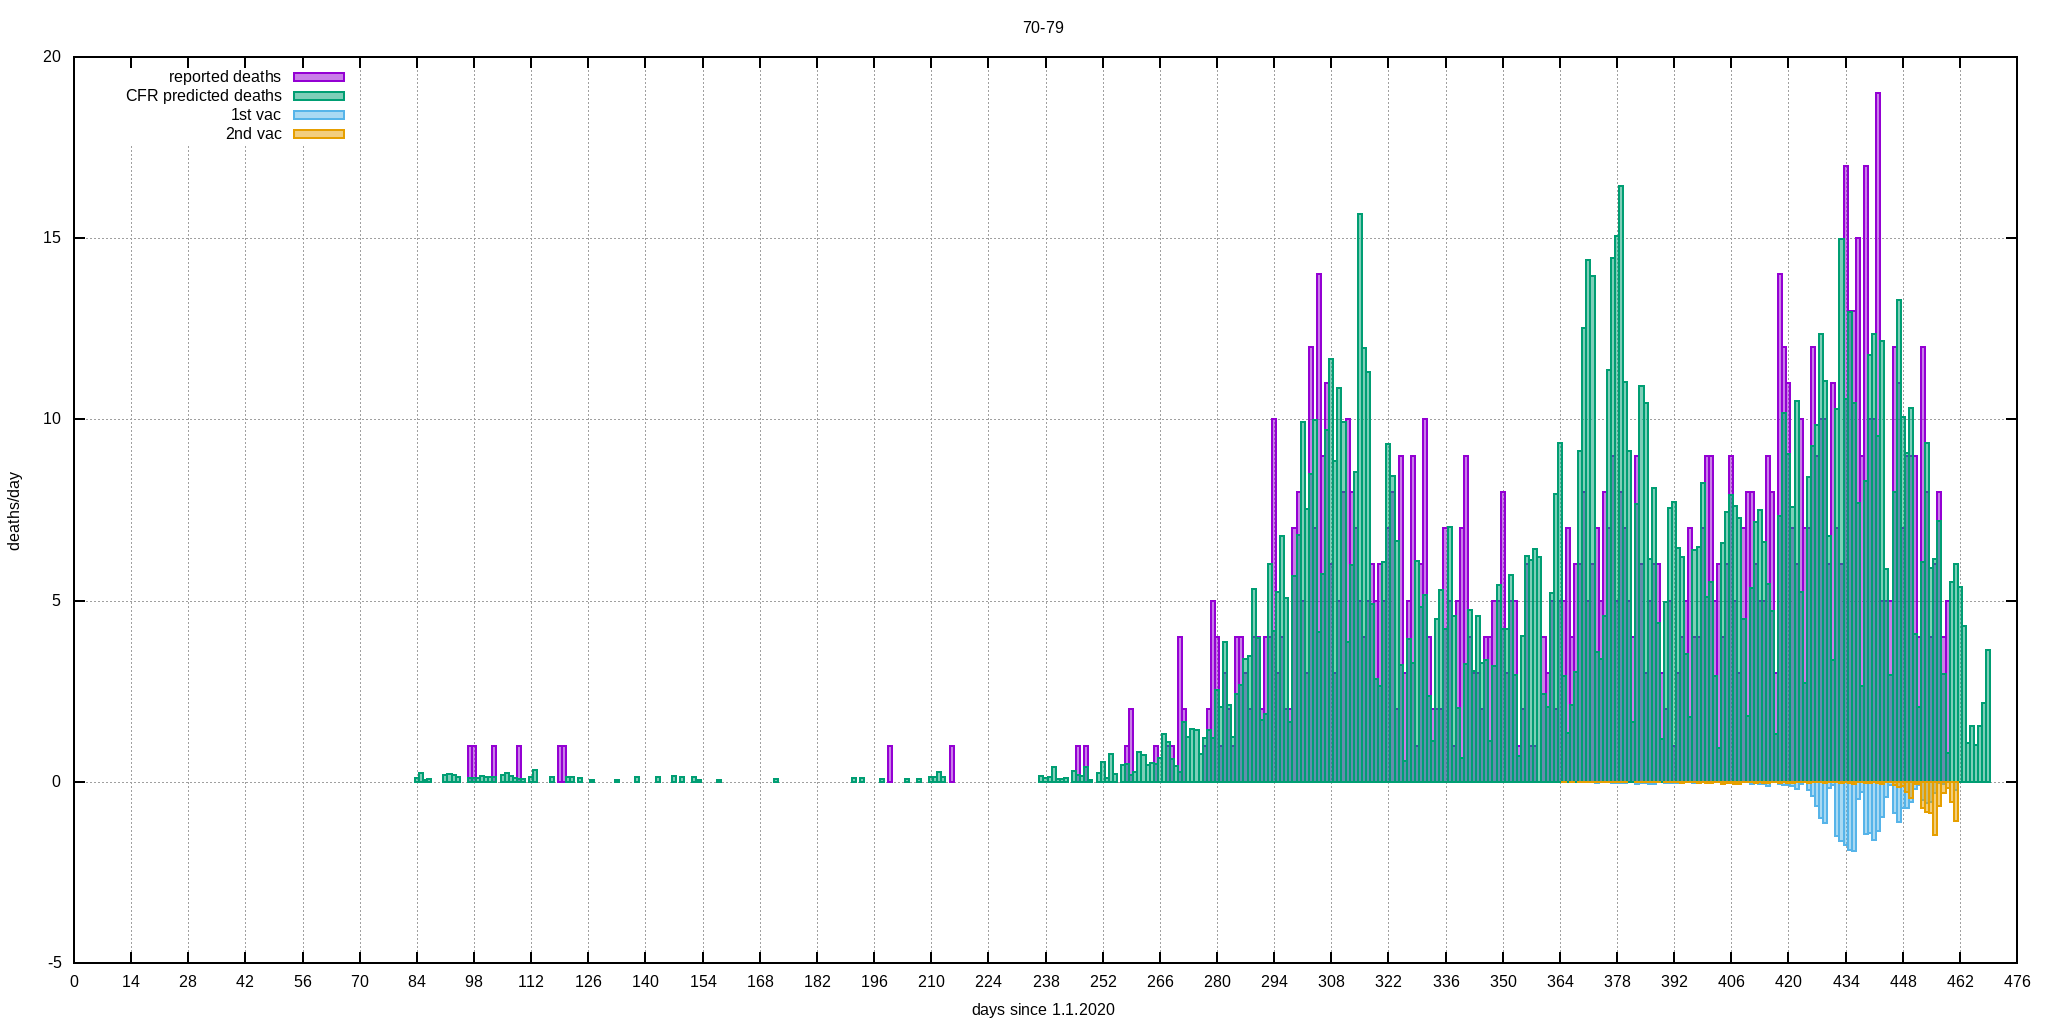 70-79
20
15
10
5
0
-5
deaths/day
reported deaths
CFR predicted deaths
1st vac
2nd vac
0 14 28 42 56 70 84 98 112 126 140 154 168 182 196 210 224 238 252 266 280 294 308 322 336 350 364 378 392 406 420 434 448 462 476
days since 1.1.2020